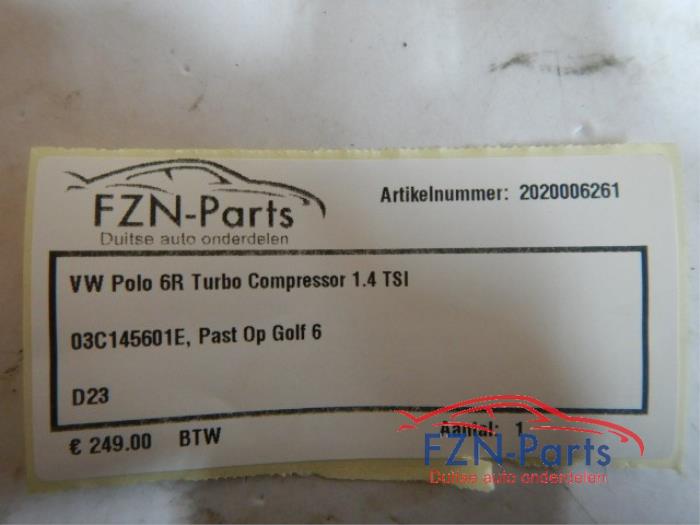 FZN-Parts
Duitse auto onderdelen
Artikelnummer: 2020006261
VW Polo 6R Turbo Compressor 1.4 TSI
03C145601E, Past Op Golf 6
D23
€ 249.00 BTW
Aantal: 1
FZN-Parts
Duitse auto onderdelen